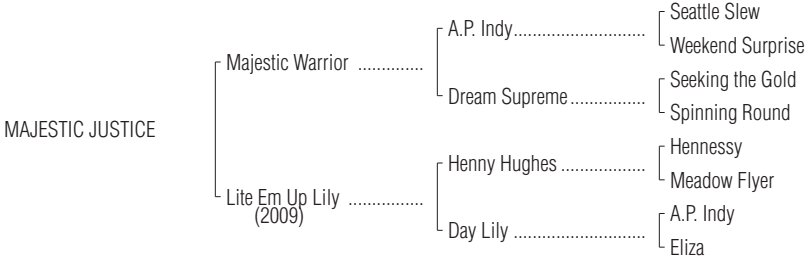 Seattle Slew
A.P. Indy.............................
Weekend Surprise
Majestic Warrior ..............
Seeking the Gold
Dream Supreme.................
Spinning Round
MAJESTIC JUSTICE
Hennessy
Henny Hughes ...................
Meadow Flyer
Lite Em Up Lily ................
(2009)
A.P. Indy
Day Lily .............................
Eliza